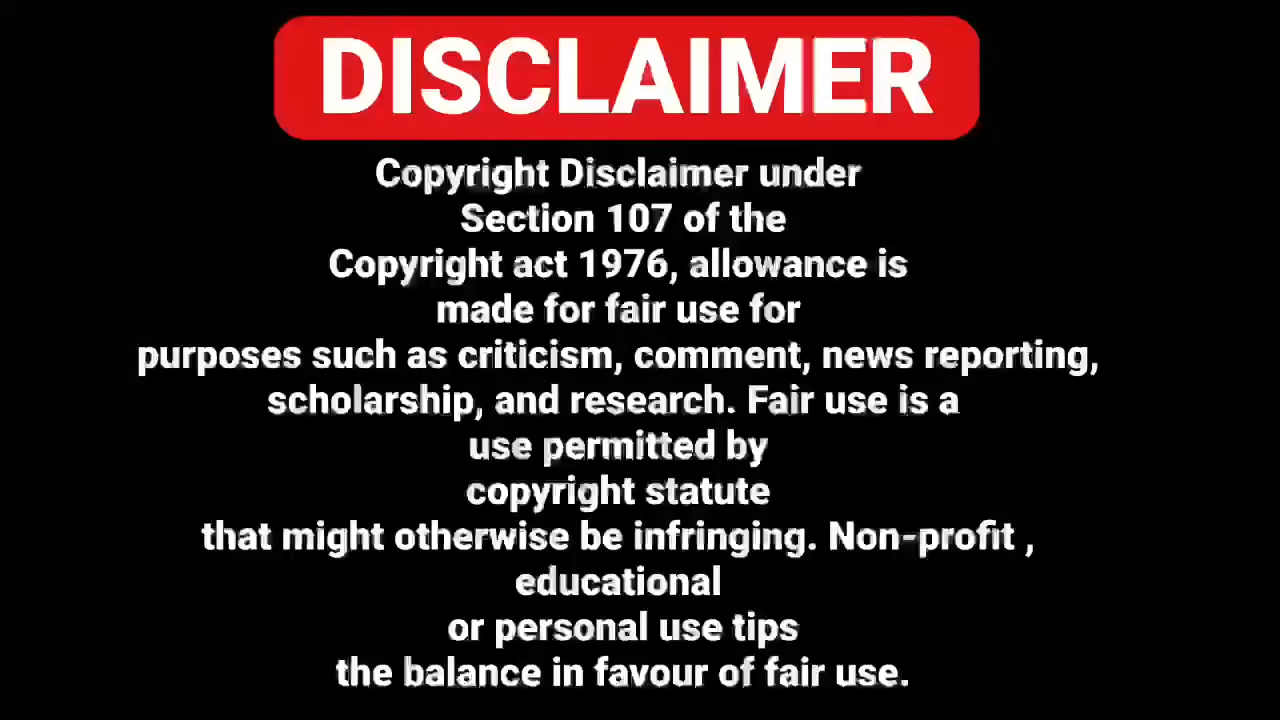 DISCLAIMER
Copyright Disclaimer under
Section 107 of the
Copyright act 1976, allowance is
made for fair use for
purposes such as criticism, comment, news reporting,
scholarship, and research. Fair use is a
use permitted by
copyright statute
that might otherwise be infringing. Non-profit ,
educational
or personal use tips
the balance in favour of fair use.